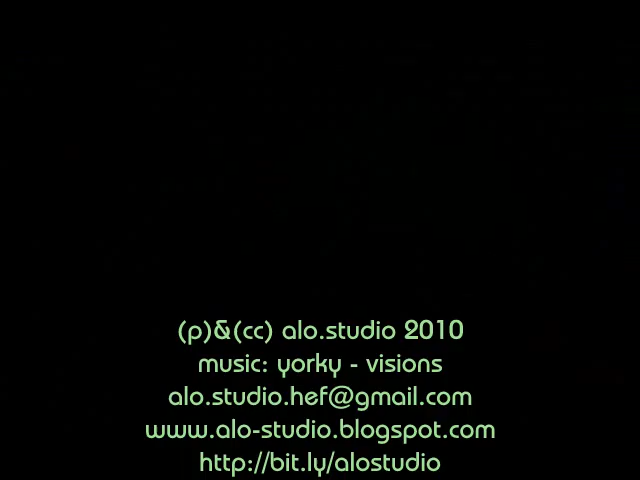 (p)&(cc) alo.studio 2010
music: yorky - visions
alo.studio.hef@gmail.com
www.alo-studio.blogspot.com
http://bit.ly/alostudio